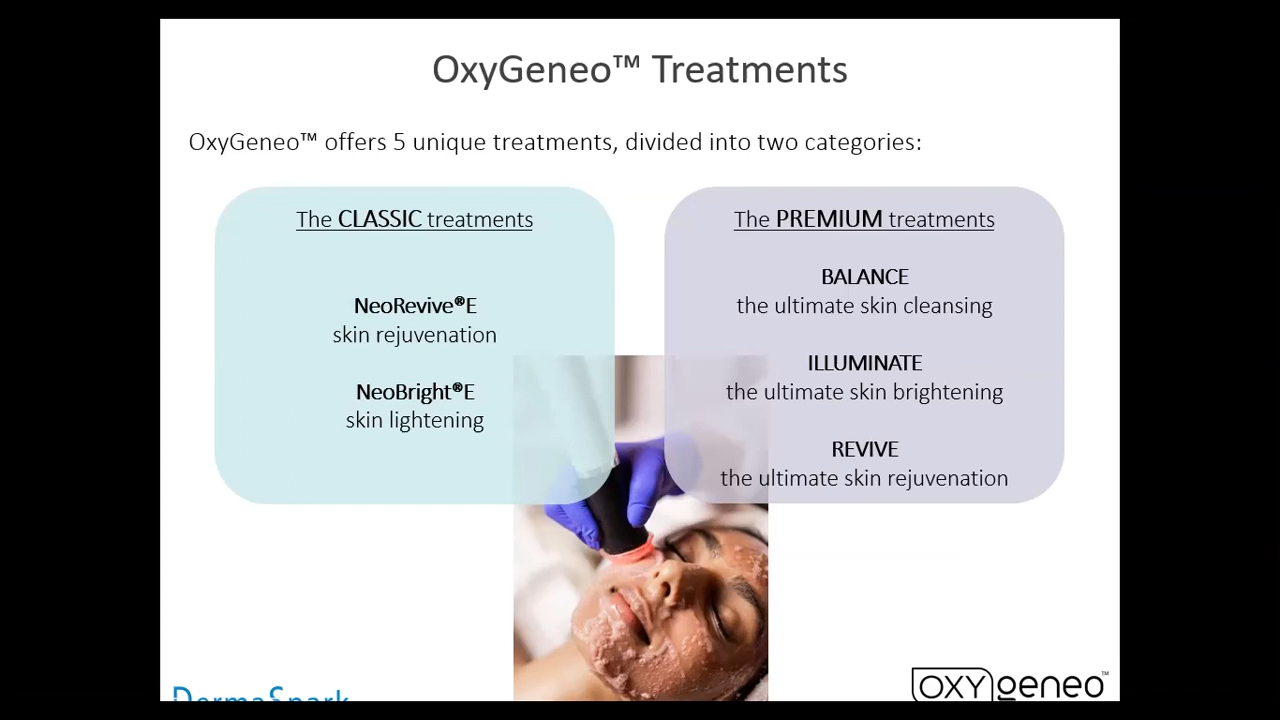 OxyGeneo™ Treatments
OxyGeneo™ offers 5 unique treatments, divided into two categories:
The CLASSIC treatments
NeoRevive®E
skin rejuvenation
NeoBright®E
skin lightening
The PREMIUM treatments
BALANCE
the ultimate skin cleansing
ILLUMINATE
the ultimate skin brightening
REVIVE
the ultimate skin rejuvenation
DermaSpark
OXYgeneo™